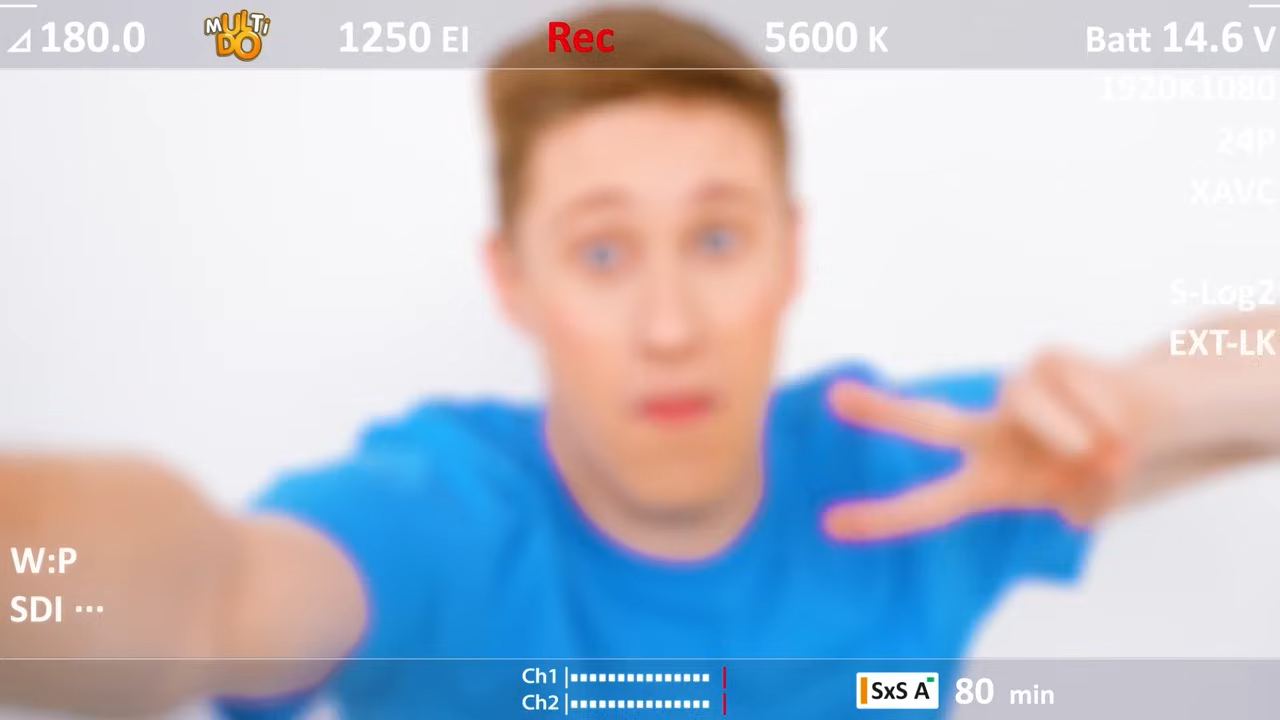 180.0
MULTi DO
1250 EI
Rec
5600 K
Batt 14.6 V
1920x1080
24P
XAVC
S-Log2
EXT-LK
W:P
SDI ...
Ch1
Ch2
SxS A
80 min